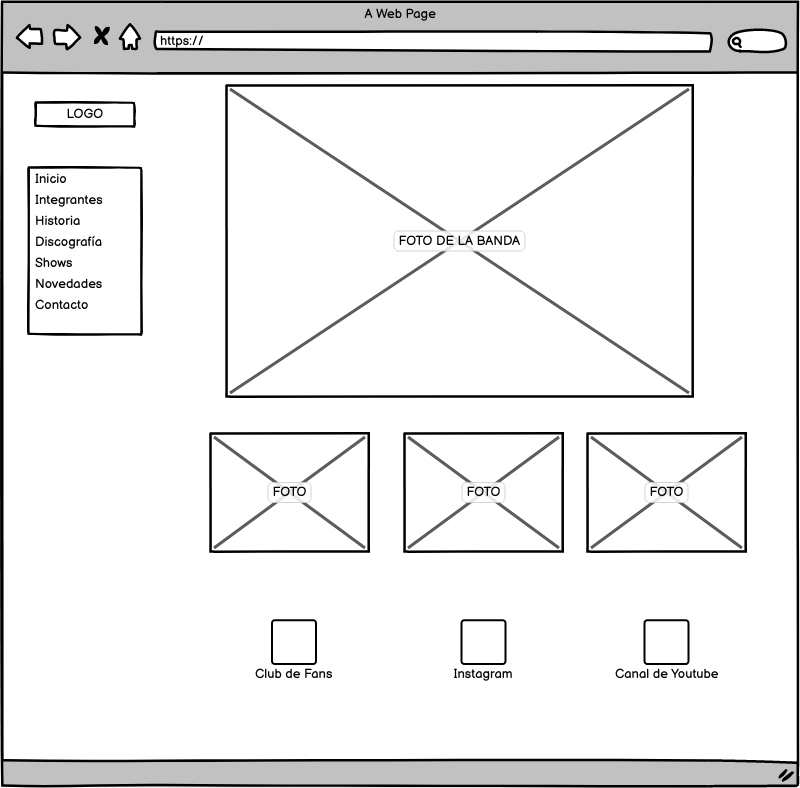 A Web Page
https://
LOGO
Inicio
Integrantes
Historia
Discografía
Shows
Novedades
Contacto
FOTO DE LA BANDA
FOTO
FOTO
FOTO
Club de Fans
Instagram
Canal de Youtube